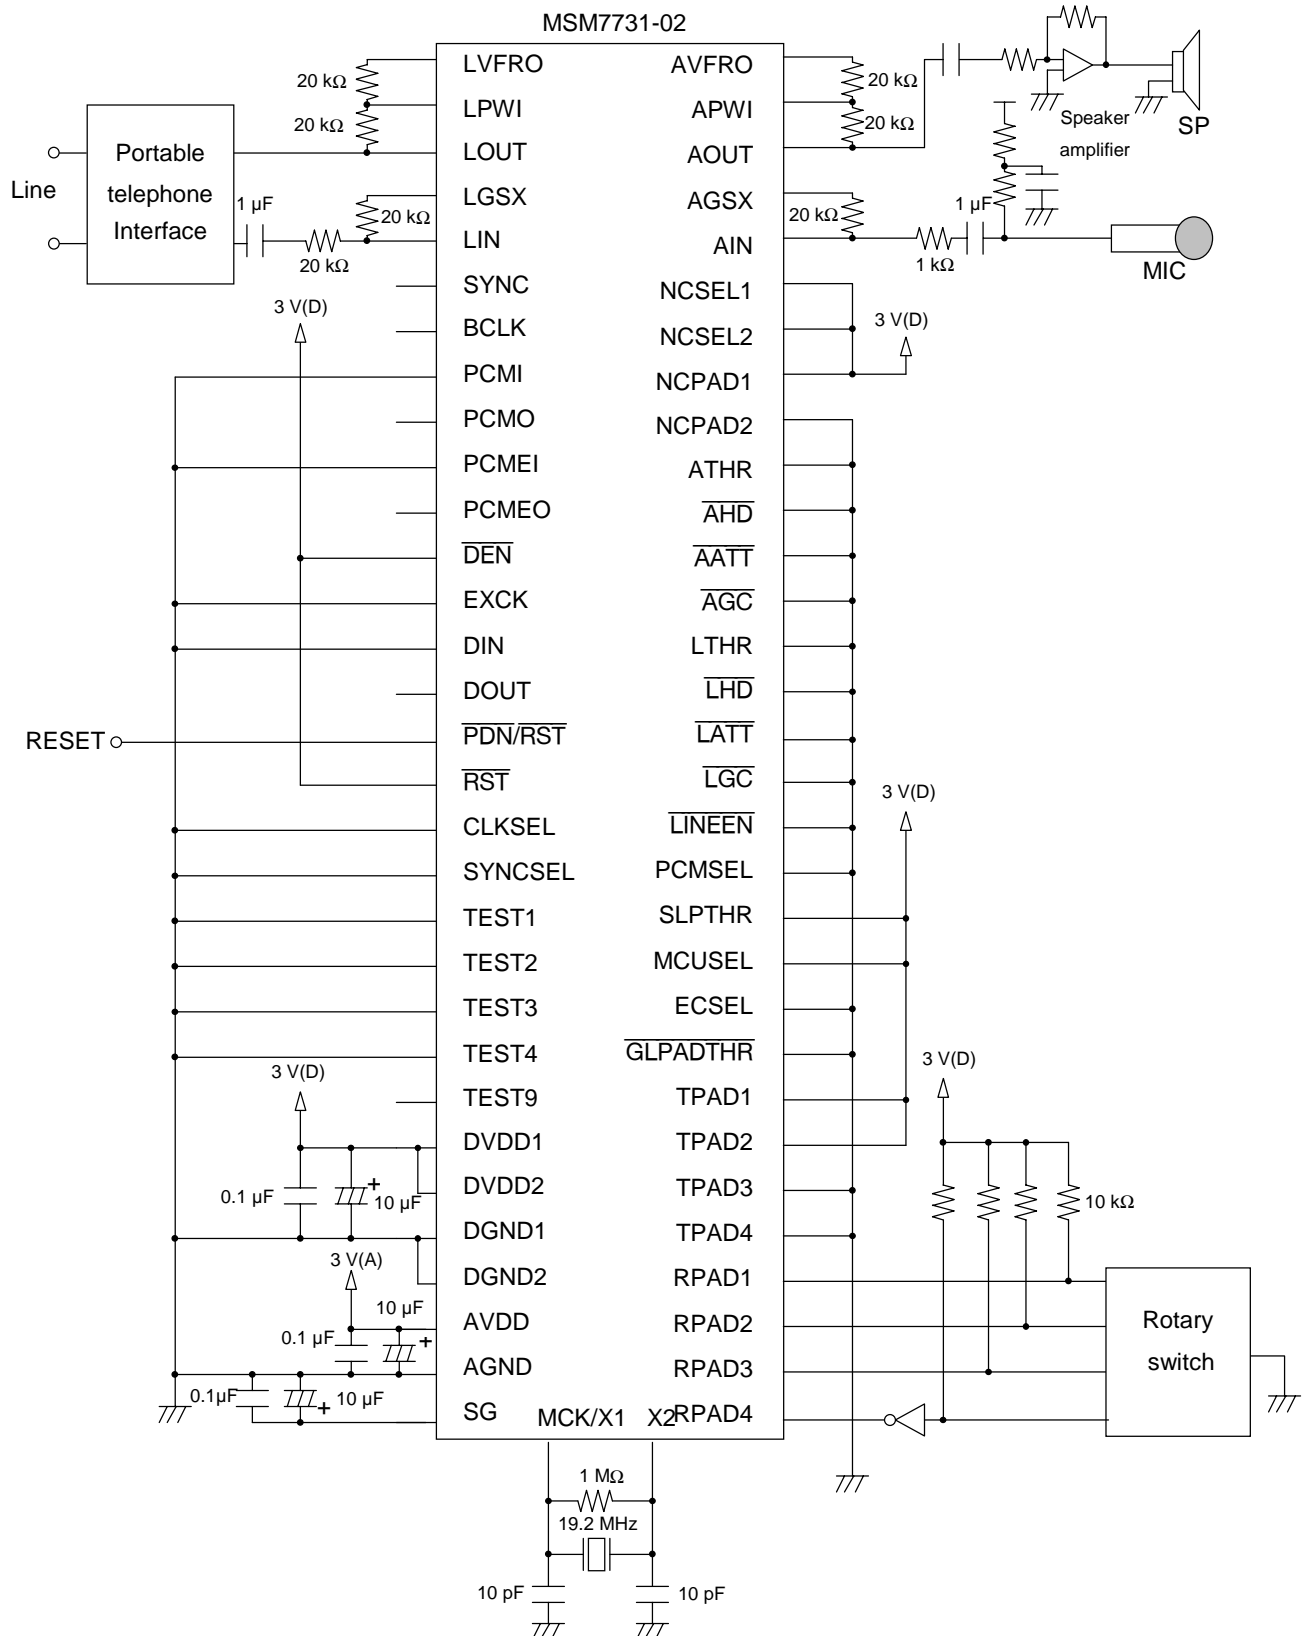 MSM7731-02
LVFRO
LPWI
LOUT
LGSX
LIN
SYNC
BCLK
PCMI
PCMO
PCMEI
PCMEO
DEN
EXCK
DIN
DOUT
PDN/RST
RST
CLKSEL
SYNCSEL
TEST1
TEST2
TEST3
TEST4
TEST9
DVDD1
DVDD2
DGND1
DGND2
AVDD
AGND
SG
MCK/X1
X2
AVFRO
APWI
AOUT
AGSX
AIN
NCSEL1
NCSEL2
NCPAD1
NCPAD2
ATHR
AHD
AATT
AGC
LTHR
LHD
LATT
LGC
LINEEN
PCMSEL
SLPTHR
MCUSEL
ECSEL
GLPADTHR
TPAD1
TPAD2
TPAD3
TPAD4
RPAD1
RPAD2
RPAD3
RPAD4
20 kΩ
20 kΩ
Line
Portable
telephone
Interface
1 µF
20 kΩ
20 kΩ
3 V(D)
RESET
3 V(D)
0.1 µF
10 µF
+
3 V(A)
10 µF
0.1 µF
+
0.1µF
10 µF
+
20 kΩ
20 kΩ
Speaker
amplifier
SP
20 kΩ
1 µF
1 kΩ
MIC
3 V(D)
3 V(D)
3 V(D)
10 kΩ
Rotary
switch
1 MΩ
19.2 MHz
10 pF
10 pF